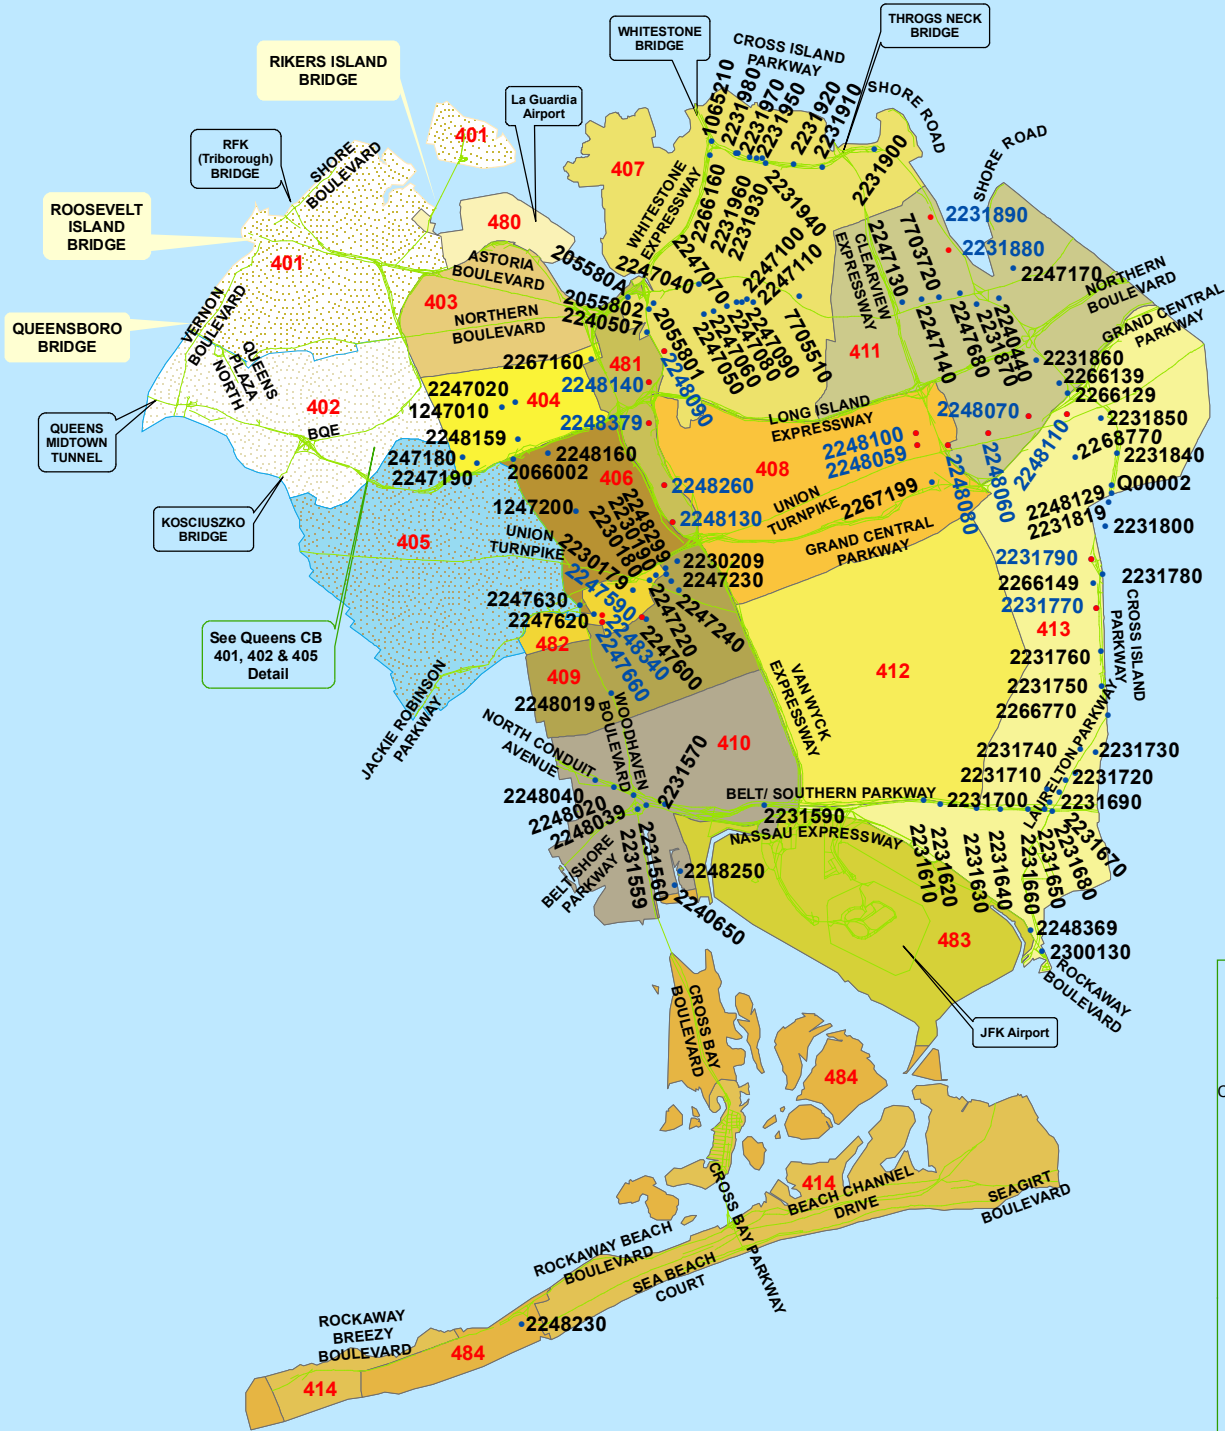 WHITESTONE
BRIDGE
THROGS NECK
BRIDGE
CROSS ISLAND
PARKWAY
RIKERS ISLAND
BRIDGE
La Guardia
Airport
RFK
(Triborough)
BRIDGE
SHORE
BOULEVARD
ROOSEVELT
ISLAND
BRIDGE
QUEENSBORO
BRIDGE
QUEENS
MIDTOWN
TUNNEL
KOSCIUSZKO
BRIDGE
See Queens CB
401, 402 & 405
Detail
401
401
480
407
403
402
404
481
406
405
408
411
482
409
410
412
413
483
484
414
484
414
VERNON
BOULEVARD
QUEENS
PLAZA
NORTH
BQE
ASTORIA
BOULEVARD
NORTHERN
BOULEVARD
WHITESTONE
EXPRESSWAY
SHORE ROAD
SHORE ROAD
CLEARVIEW
EXPRESSWAY
NORTHERN
BOULEVARD
GRAND CENTRAL
PARKWAY
LONG ISLAND
EXPRESSWAY
UNION
TURNPIKE
GRAND CENTRAL
PARKWAY
UNION
TURNPIKE
JACKIE ROBINSON
PARKWAY
VAN WYCK
EXPRESSWAY
WOODHAVEN
BOULEVARD
NORTH CONDUIT
AVENUE
BELT/SHORE
PARKWAY
BELT/ SOUTHERN PARKWAY
NASSAU EXPRESSWAY
CROSS ISLAND
PARKWAY
LAURELTON PARKWAY
ROCKAWAY
BOULEVARD
JFK Airport
CROSS BAY
BOULEVARD
CROSS BAY PARKWAY
BEACH CHANNEL
DRIVE
SEAGIRT
BOULEVARD
ROCKAWAY BEACH
BOULEVARD
SEA BEACH
COURT
ROCKAWAY
BREEZY
BOULEVARD
1065210
2231980
2231970
2231950
2231920
2231910
2231900
2266160
2231960
2231930
2231940
2247040
2247070
2247100
2247110
205580A
2055802
2240507
2055801
2247050
2247060
2247080
2247090
7705510
2247130
7703720
2231890
2231880
2247170
2247140
2247680
2231870
2240440
2231860
2266139
2266129
2231850
2268770
2231840
Q00002
2248129
2231819
2231800
2248110
2248070
2248060
2248080
2248100
2248059
2267199
2267160
2248140
2248090
2248379
2247020
1247010
2248159
247180
2247190
2066002
2248160
1247200
2248260
2248130
2248299
2230190
2230180
2230179
2230209
2247230
2247240
2247220
2247590
2247630
2247620
2248340
2247600
2247660
2248019
2231790
2266149
2231780
2231770
2231760
2231750
2266770
2231740
2231730
2231710
2231720
2231700
2231690
2231670
2231680
2231650
2231660
2231640
2231630
2231620
2231610
2231590
2231570
2248040
2248020
2248039
2231559
2231560
2248250
2240650
2248369
2300130
2248230